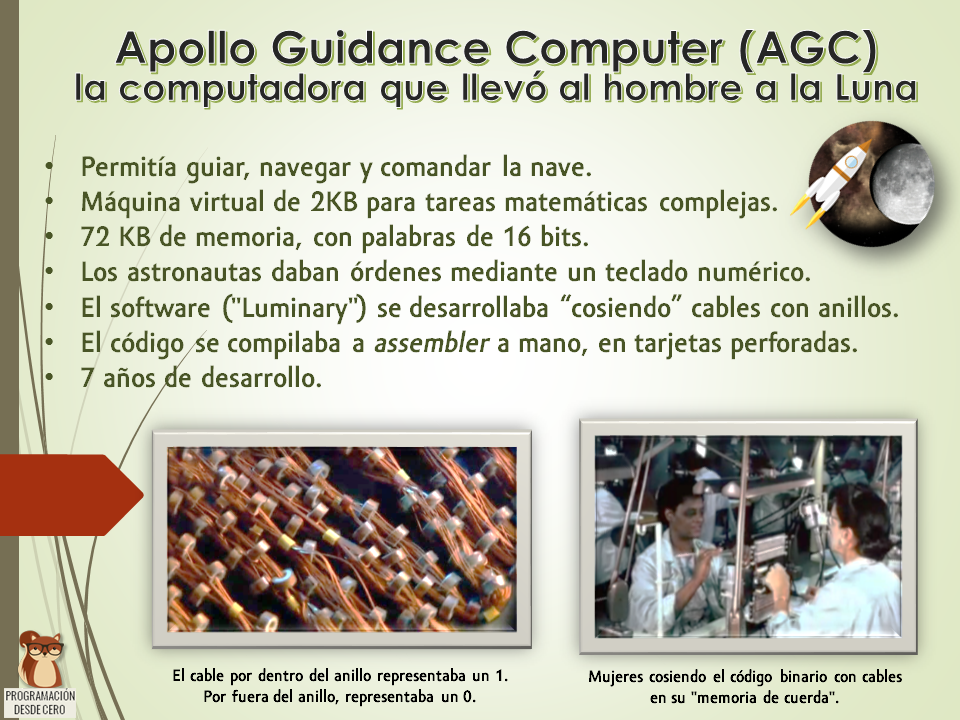 Apollo Guidance Computer (AGC)
la computadora que llevó al hombre a la Luna
• Permitía guiar, navegar y comandar la nave.
• Máquina virtual de 2KB para tareas matemáticas complejas.
• 72 KB de memoria, con palabras de 16 bits.
• Los astronautas daban órdenes mediante un teclado numérico.
• El software ("Luminary") se desarrollaba “cosiendo” cables con anillos.
• El código se compilaba a assembler a mano, en tarjetas perforadas.
• 7 años de desarrollo.
El cable por dentro del anillo representaba un 1.
Por fuera del anillo, representaba un 0.
Mujeres cosiendo el código binario con cables
en su "memoria de cuerda".
PROGRAMACIÓN
DESDE CERO